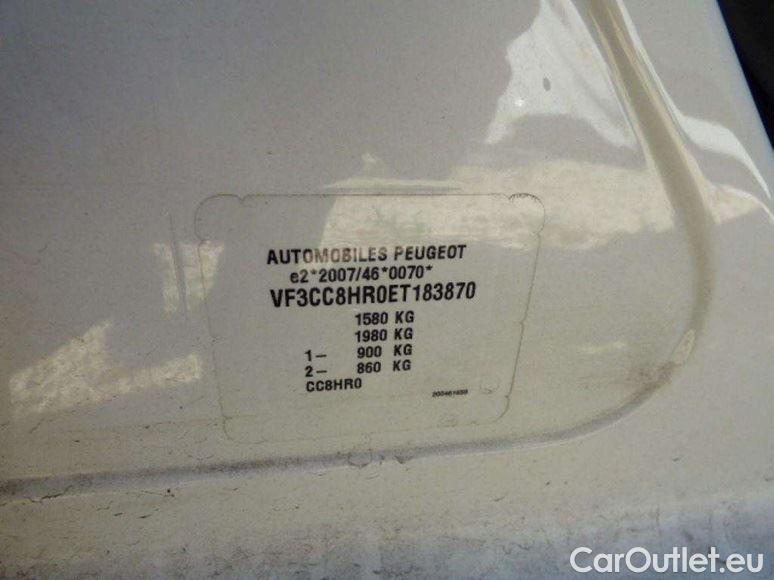 AUTOMOBILES PEUGEOT
e2*2007/46*0070*
VF3CC8HR0ET183870
1580 KG
1980 KG
1- 900 KG
2- 860 KG
CC8HR0
CarOutlet.eu